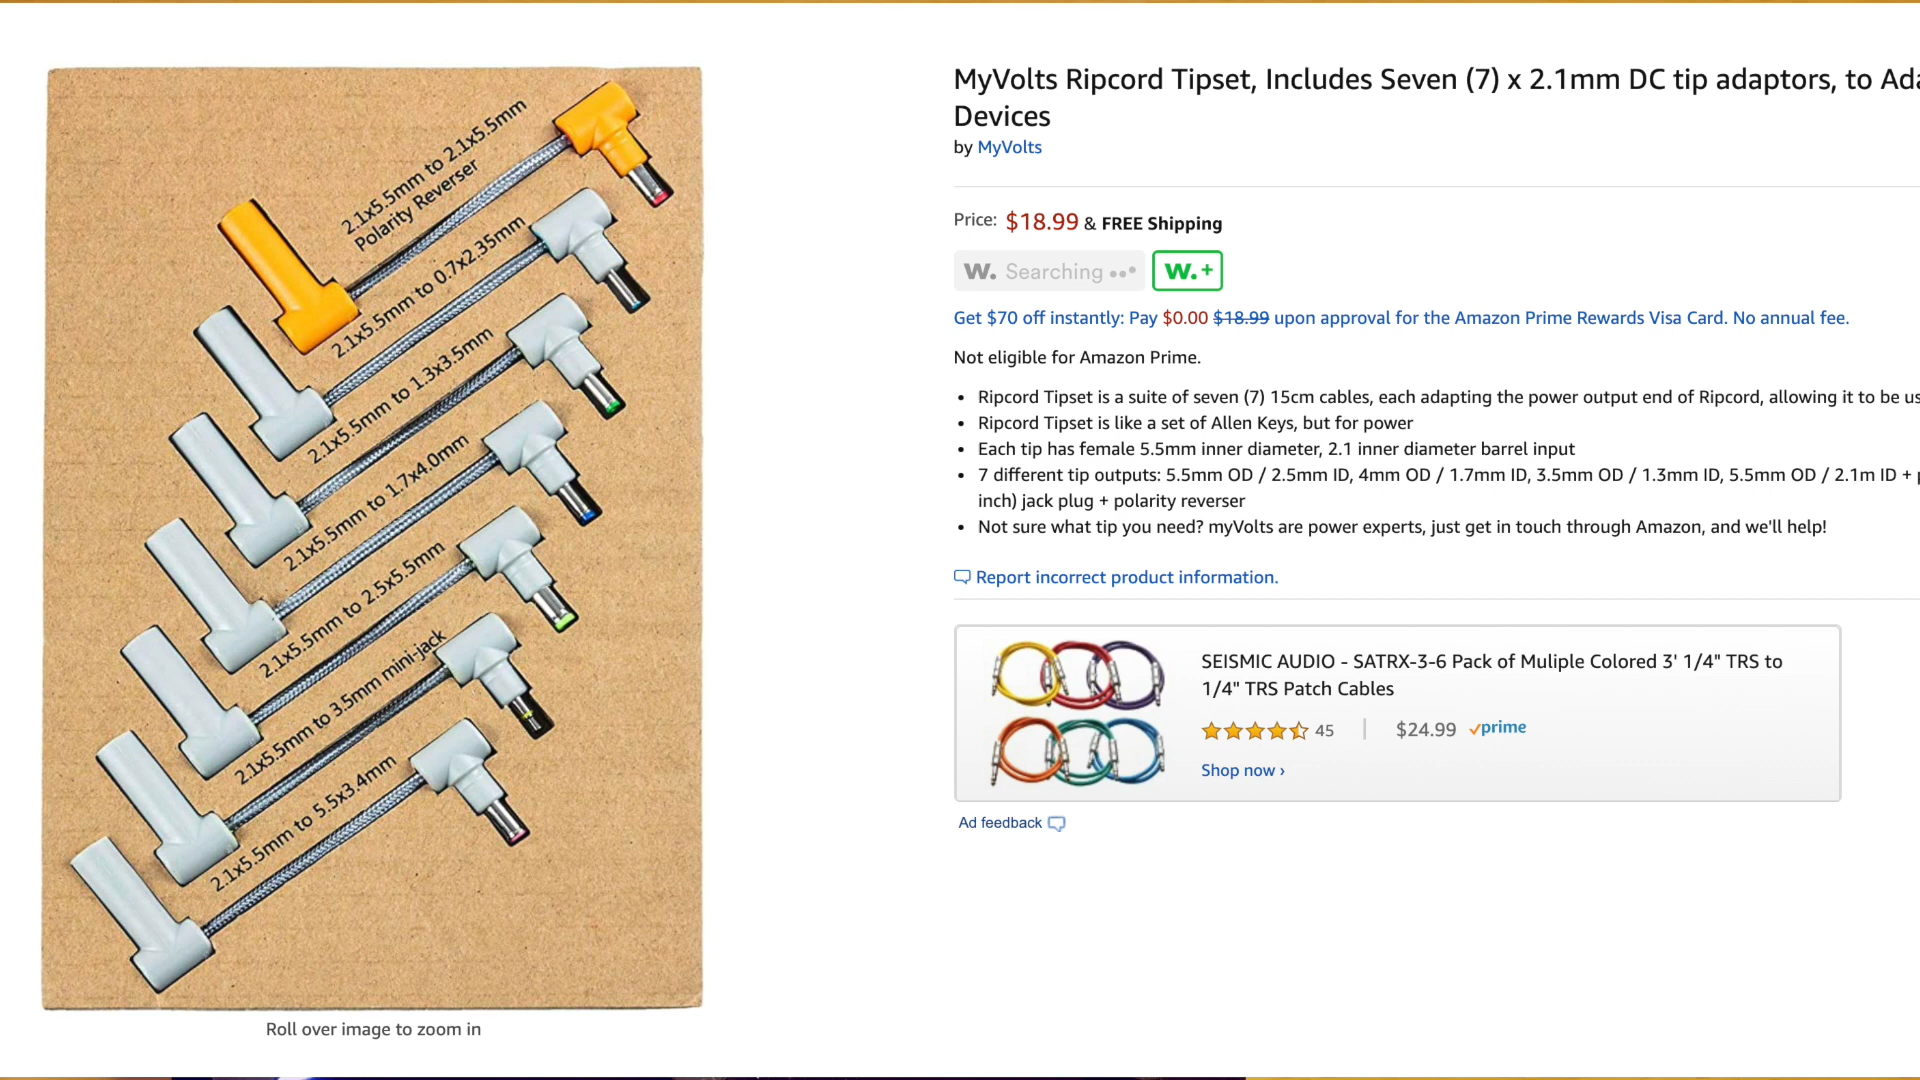 2.1x5.5mm to 2.1x5.5mm
Polarity Reverser
2.1x5.5mm to 0.7x2.35mm
2.1x5.5mm to 1.3x3.5mm
2.1x5.5mm to 1.7x4.0mm
2.1x5.5mm to 2.5x5.5mm
2.1x5.5mm to 3.5mm mini-jack
2.1x5.5mm to 5.5x3.4mm
Roll over image to zoom in
MyVolts Ripcord Tipset, Includes Seven (7) x 2.1mm DC tip adaptors, to
Devices
by MyVolts
Price: $18.99 & FREE Shipping
W. Searching
W.+
Get $70 off instantly: Pay $0.00 $18.99 upon approval for the Amazon Prime Rewards Visa Card. No annual fee.
Not eligible for Amazon Prime.
• Ripcord Tipset is a suite of seven (7) 15cm cables, each adapting the power output end of Ripcord, allowing it to be
• Ripcord Tipset is like a set of Allen Keys, but for power
• Each tip has female 5.5mm inner diameter, 2.1 inner diameter barrel input
• 7 different tip outputs: 5.5mm OD / 2.5mm ID, 4mm OD / 1.7mm ID, 3.5mm OD / 1.3mm ID, 5.5mm OD / 2.1m ID +
inch) jack plug + polarity reverser
• Not sure what tip you need? myVolts are power experts, just get in touch through Amazon, and we'll help!
Report incorrect product information.
SEISMIC AUDIO - SATRX-3-6 Pack of Muliple Colored 3' 1/4" TRS to
1/4" TRS Patch Cables
45 | $24.99 prime
Shop now ›
Ad feedback